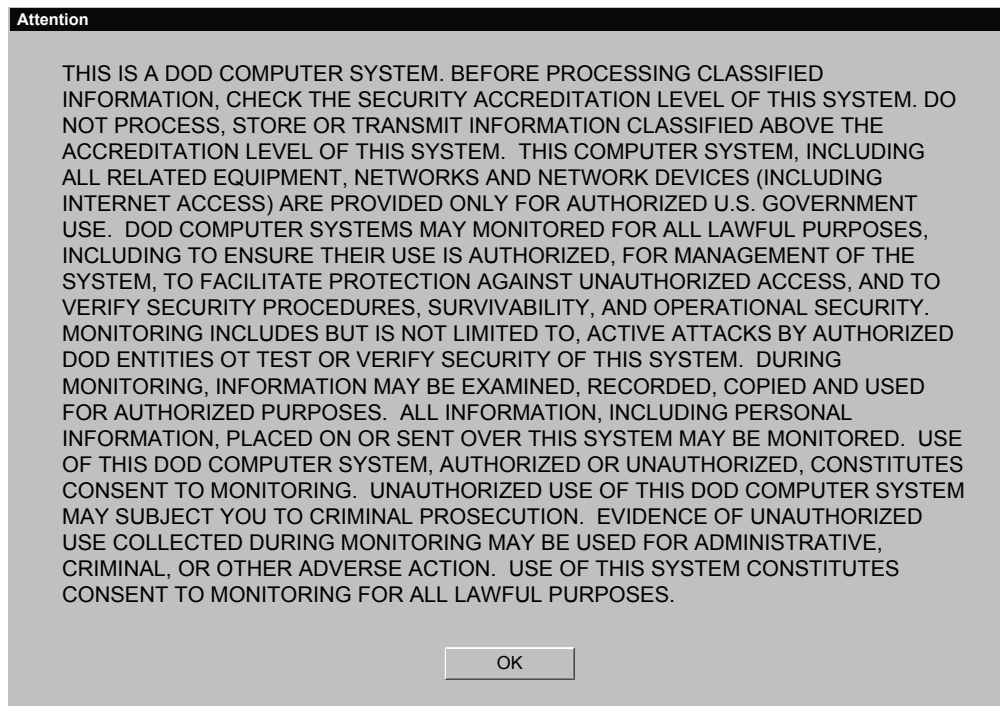 Attention
THIS IS A DOD COMPUTER SYSTEM. BEFORE PROCESSING CLASSIFIED
INFORMATION, CHECK THE SECURITY ACCREDITATION LEVEL OF THIS SYSTEM. DO
NOT PROCESS, STORE OR TRANSMIT INFORMATION CLASSIFIED ABOVE THE
ACCREDITATION LEVEL OF THIS SYSTEM. THIS COMPUTER SYSTEM, INCLUDING
ALL RELATED EQUIPMENT, NETWORKS AND NETWORK DEVICES (INCLUDING
INTERNET ACCESS) ARE PROVIDED ONLY FOR AUTHORIZED U.S. GOVERNMENT
USE. DOD COMPUTER SYSTEMS MAY MONITORED FOR ALL LAWFUL PURPOSES,
INCLUDING TO ENSURE THEIR USE IS AUTHORIZED, FOR MANAGEMENT OF THE
SYSTEM, TO FACILITATE PROTECTION AGAINST UNAUTHORIZED ACCESS, AND TO
VERIFY SECURITY PROCEDURES, SURVIVABILITY, AND OPERATIONAL SECURITY.
MONITORING INCLUDES BUT IS NOT LIMITED TO, ACTIVE ATTACKS BY AUTHORIZED
DOD ENTITIES OT TEST OR VERIFY SECURITY OF THIS SYSTEM. DURING
MONITORING, INFORMATION MAY BE EXAMINED, RECORDED, COPIED AND USED
FOR AUTHORIZED PURPOSES. ALL INFORMATION, INCLUDING PERSONAL
INFORMATION, PLACED ON OR SENT OVER THIS SYSTEM MAY BE MONITORED. USE
OF THIS DOD COMPUTER SYSTEM, AUTHORIZED OR UNAUTHORIZED, CONSTITUTES
CONSENT TO MONITORING. UNAUTHORIZED USE OF THIS DOD COMPUTER SYSTEM
MAY SUBJECT YOU TO CRIMINAL PROSECUTION. EVIDENCE OF UNAUTHORIZED
USE COLLECTED DURING MONITORING MAY BE USED FOR ADMINISTRATIVE,
CRIMINAL, OR OTHER ADVERSE ACTION. USE OF THIS SYSTEM CONSTITUTES
CONSENT TO MONITORING FOR ALL LAWFUL PURPOSES.
OK